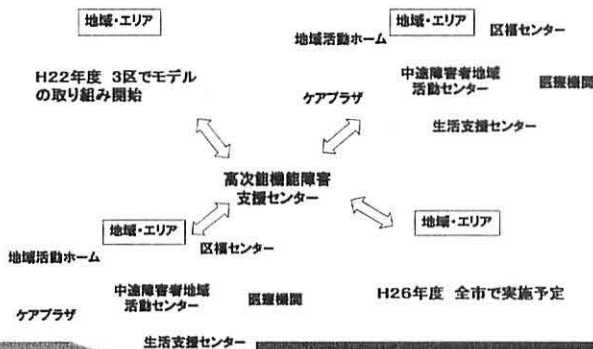 地域・エリア
H22年度 3区でモデル
の取り組み開始
地域・エリア
地域活動ホーム
区福センター
中途障害者地域
活動センター
医療機関
ケアプラザ
生活支援センター
高次脳機能障害
支援センター
地域・エリア
区福センター
地域活動ホーム
中途障害者地域
活動センター
医療機関
ケアプラザ
生活支援センター
地域・エリア
H26年度 全市で実施予定